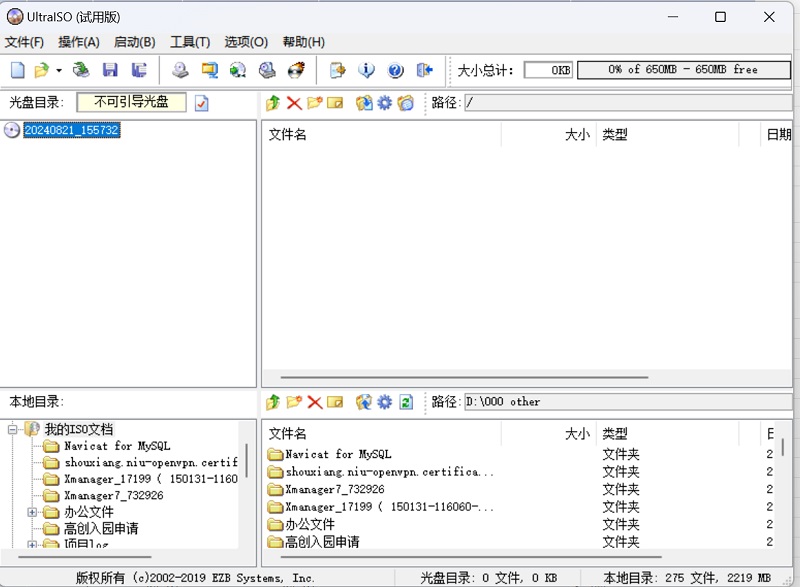 UltraISO (试用版)
文件(F) 操作(A) 启动(B) 工具(T) 选项(O) 帮助(H)
大小总计: 0KB 0% of 650MB - 650MB free
光盘目录: 不可引导光盘 路径: /
20240821_155732
文件名 大小 类型 日期
本地目录: 路径: D:\000 other
我的ISO文档
Navicat for MySQL
shouxiang.niu-openvpn.certif
Xmanager_17199 ( 150131-1160
Xmanager7_732926
办公文件
高创入园申请
项目log
文件名 大小 类型
Navicat for MySQL 文件夹 2
shouxiang.niu-openvpn.certifica... 文件夹 2
Xmanager7_732926 文件夹 2
Xmanager_17199 ( 150131-116060-... 文件夹 2
办公文件 文件夹 2
高创入园申请 文件夹 2
版权所有 (c)2002-2019 EZB Systems, Inc. 光盘目录: 0 文件, 0 KB 本地目录: 275 文件, 2219 MB